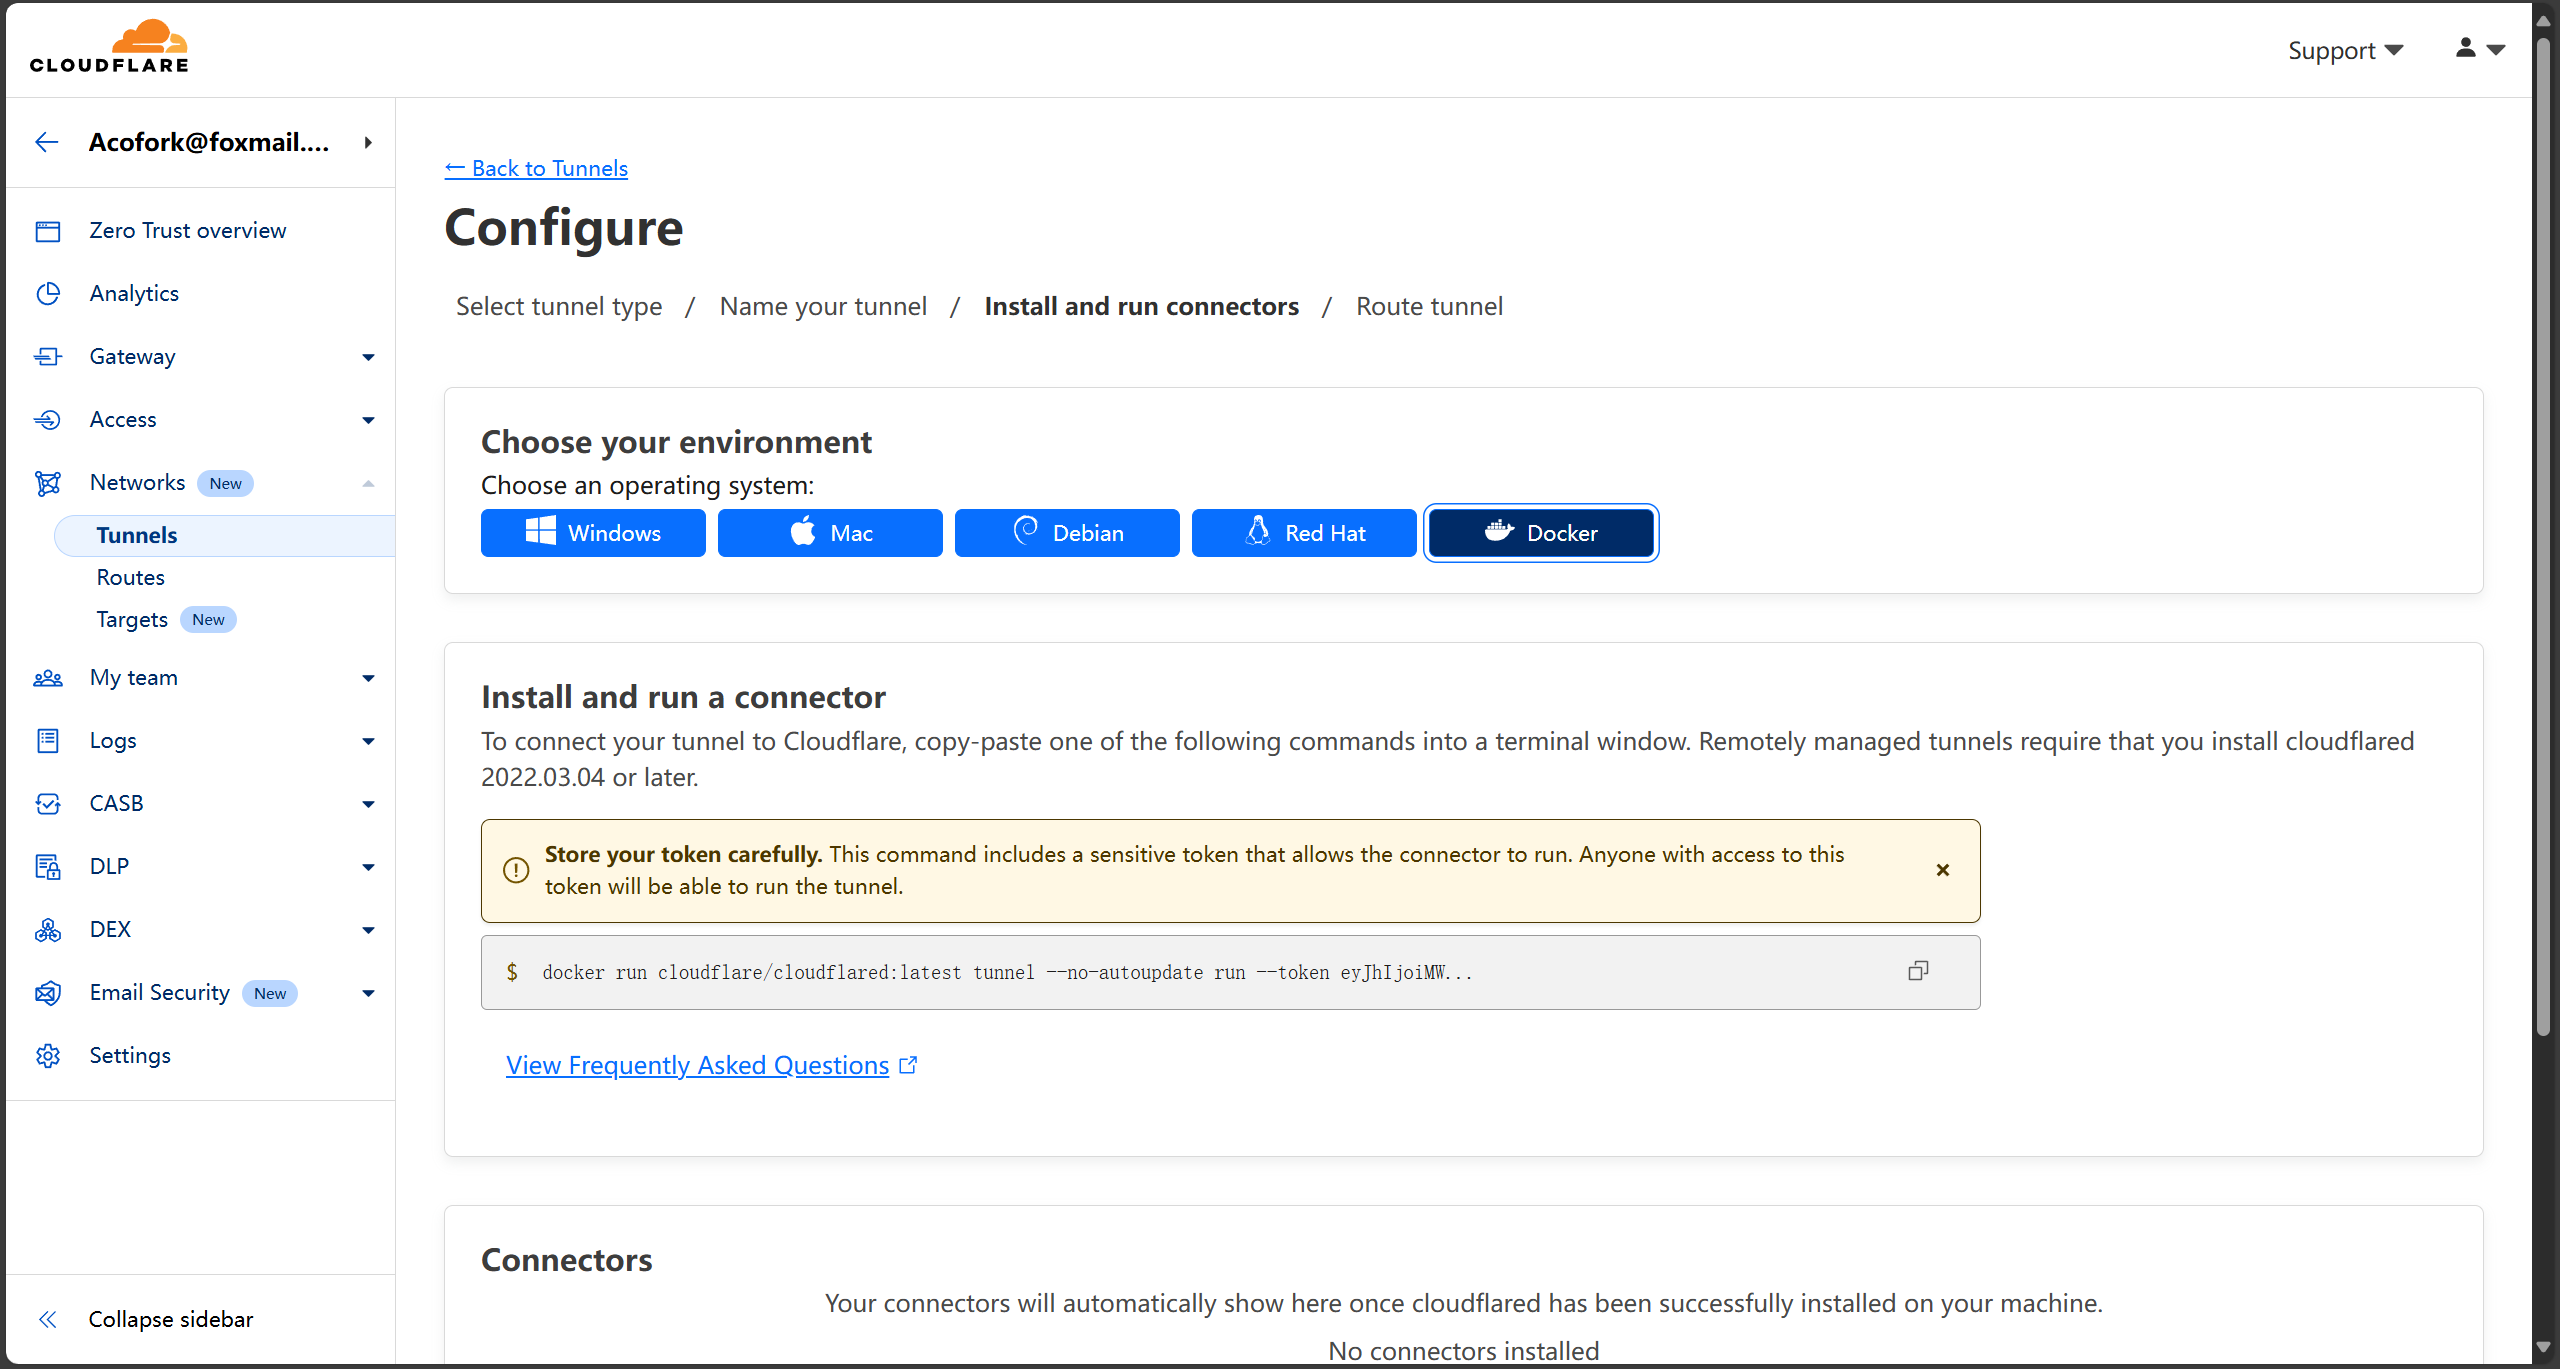 CLOUDFLARE
Support
Acofork@foxmail....
Zero Trust overview
Analytics
Gateway
Access
Networks New
Tunnels
Routes
Targets New
My team
Logs
CASB
DLP
DEX
Email Security New
Settings
Collapse sidebar
← Back to Tunnels
Configure
Select tunnel type / Name your tunnel / Install and run connectors / Route tunnel
Choose your environment
Choose an operating system:
Windows
Mac
Debian
Red Hat
Docker
Install and run a connector
To connect your tunnel to Cloudflare, copy-paste one of the following commands into a terminal window. Remotely managed tunnels require that you install cloudflared
2022.03.04 or later.
Store your token carefully. This command includes a sensitive token that allows the connector to run. Anyone with access to this
token will be able to run the tunnel.
$ docker run cloudflare/cloudflared:latest tunnel --no-autoupdate run --token eyJhIjoiMW...
View Frequently Asked Questions
Connectors
Your connectors will automatically show here once cloudflared has been successfully installed on your machine.
No connectors installed